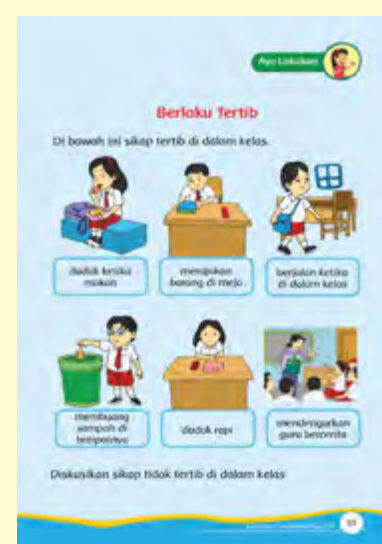 Ayo Lakukan
Berlaku Tertib
Di bawah ini sikap tertib di dalam kelas.
duduk ketika
makan
merapikan
barang di meja
berjalan ketika
di dalam kelas
membuang
sampah di
tempatnya
duduk rapi
mendengarkan
guru bercerita
Diskusikan sikap tidak tertib di dalam kelas